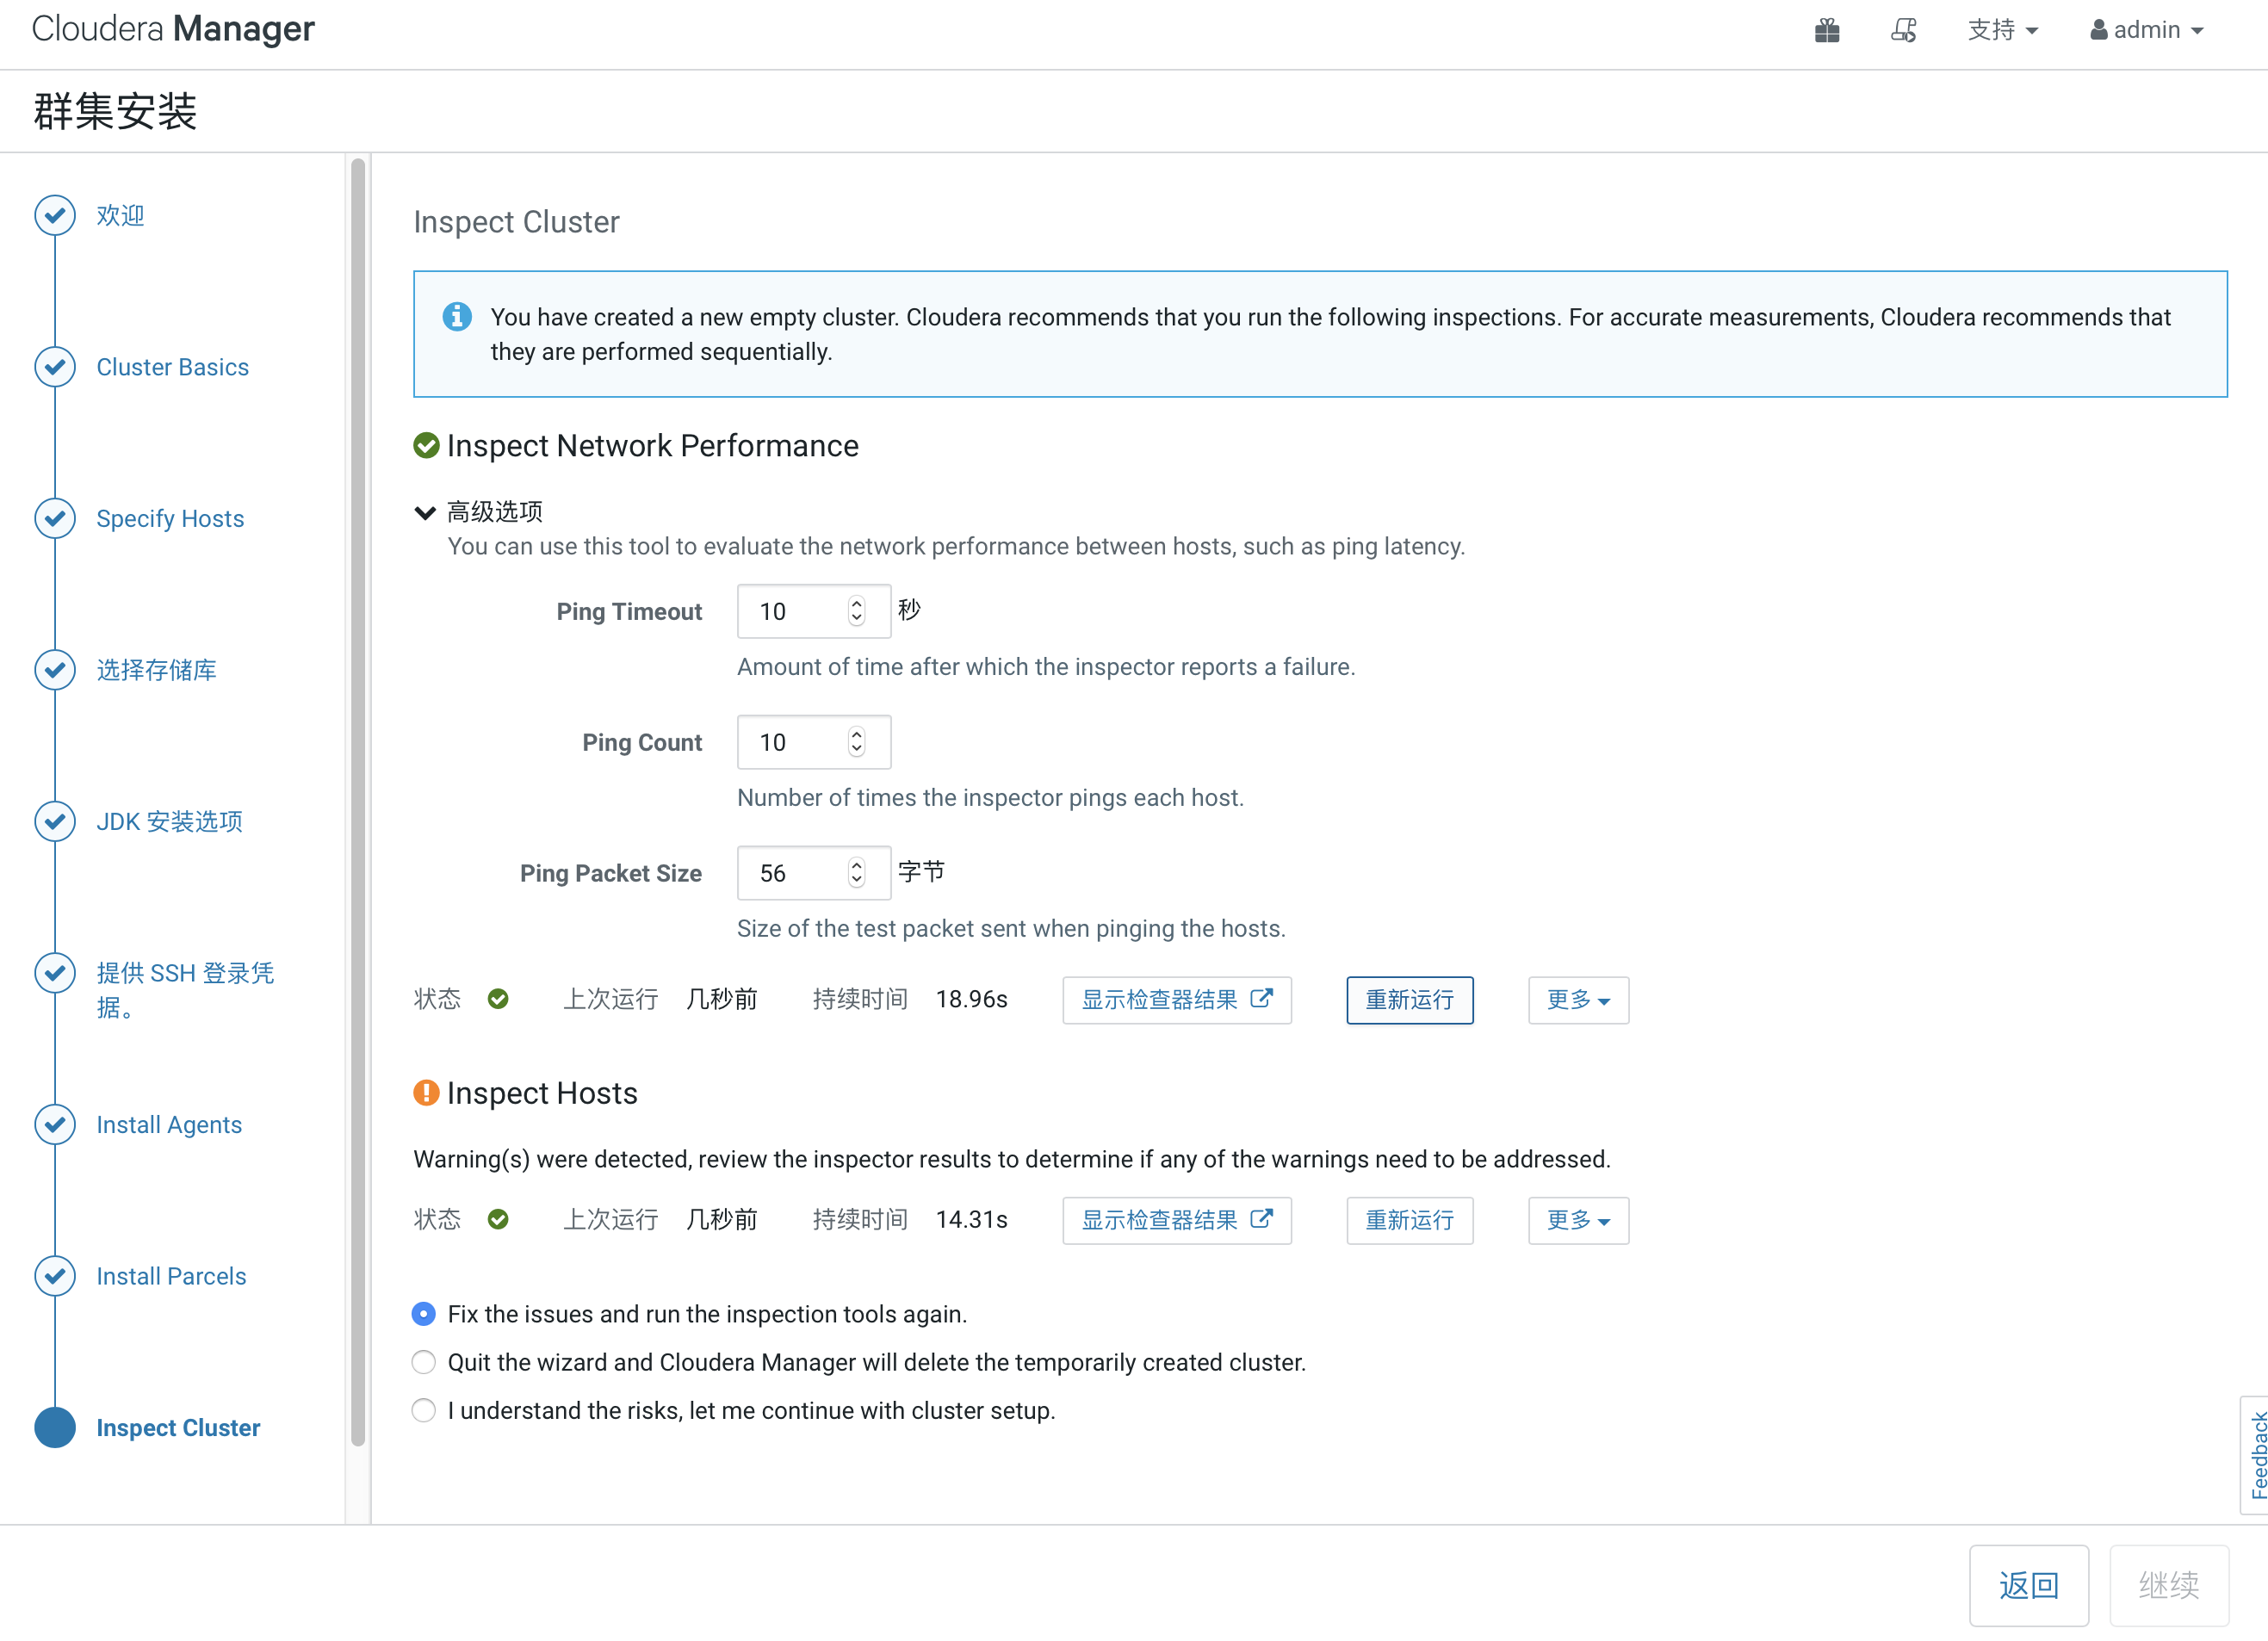 Cloudera Manager
支持
admin
群集安装
欢迎
Cluster Basics
Specify Hosts
选择存储库
JDK 安装选项
提供 SSH 登录凭
据。
Install Agents
Install Parcels
Inspect Cluster
Inspect Cluster
You have created a new empty cluster. Cloudera recommends that you run the following inspections. For accurate measurements, Cloudera recommends that
they are performed sequentially.
Inspect Network Performance
高级选项
You can use this tool to evaluate the network performance between hosts, such as ping latency.
Ping Timeout 10 秒
Amount of time after which the inspector reports a failure.
Ping Count 10
Number of times the inspector pings each host.
Ping Packet Size 56 字节
Size of the test packet sent when pinging the hosts.
状态 上次运行 几秒前 持续时间 18.96s 显示检查器结果 重新运行 更多
Inspect Hosts
Warning(s) were detected, review the inspector results to determine if any of the warnings need to be addressed.
状态 上次运行 几秒前 持续时间 14.31s 显示检查器结果 重新运行 更多
Fix the issues and run the inspection tools again.
Quit the wizard and Cloudera Manager will delete the temporarily created cluster.
I understand the risks, let me continue with cluster setup.
Feedback
返回 继续